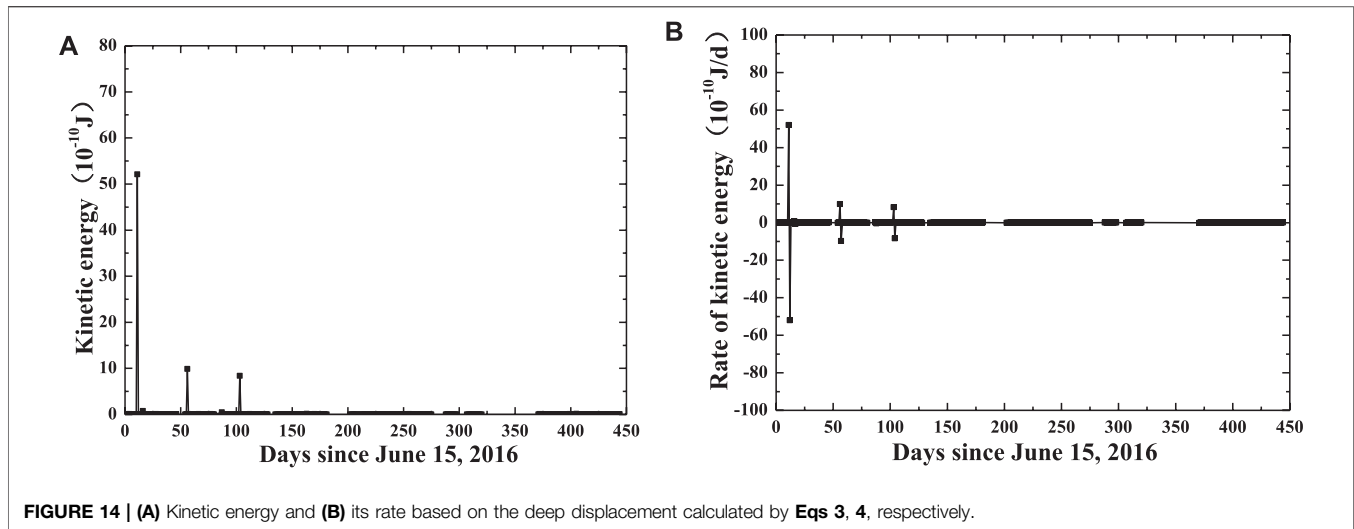 A
80
70
60
50
40
30
20
10
0
Kinetic energy（10⁻¹⁰J）
0 50 100 150 200 250 300 350 400 450
Days since June 15, 2016
B
100
80
60
40
20
0
-20
-40
-60
-80
-100
Rate of kinetic energy（10⁻¹⁰J/d）
0 50 100 150 200 250 300 350 400 450
Days since June 15, 2016
FIGURE 14 | (A) Kinetic energy and (B) its rate based on the deep displacement calculated by Eqs 3, 4, respectively.